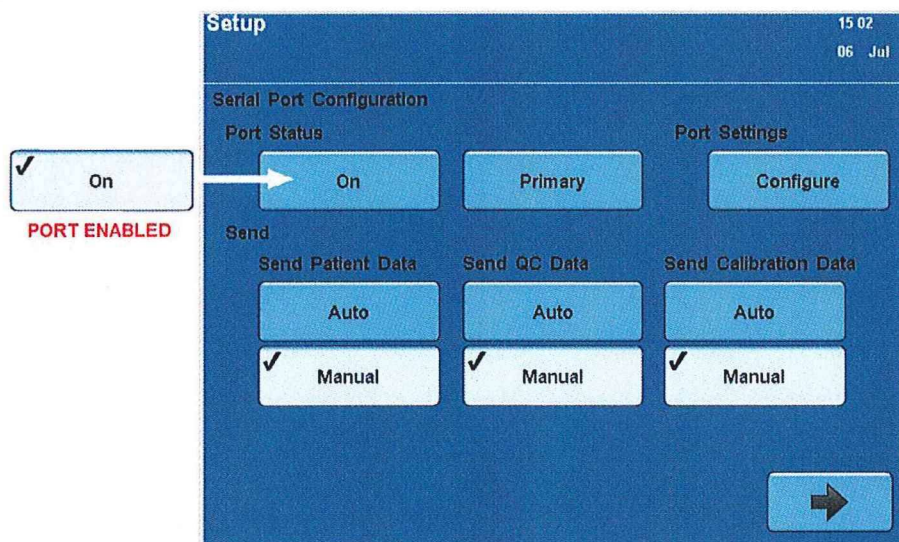 Setup
15 02
06 Jul
Serial Port Configuration
Port Status
Port Settings
On
On
Primary
Configure
PORT ENABLED
Send
Send Patient Data
Send QC Data
Send Calibration Data
Auto
Auto
Auto
Manual
Manual
Manual